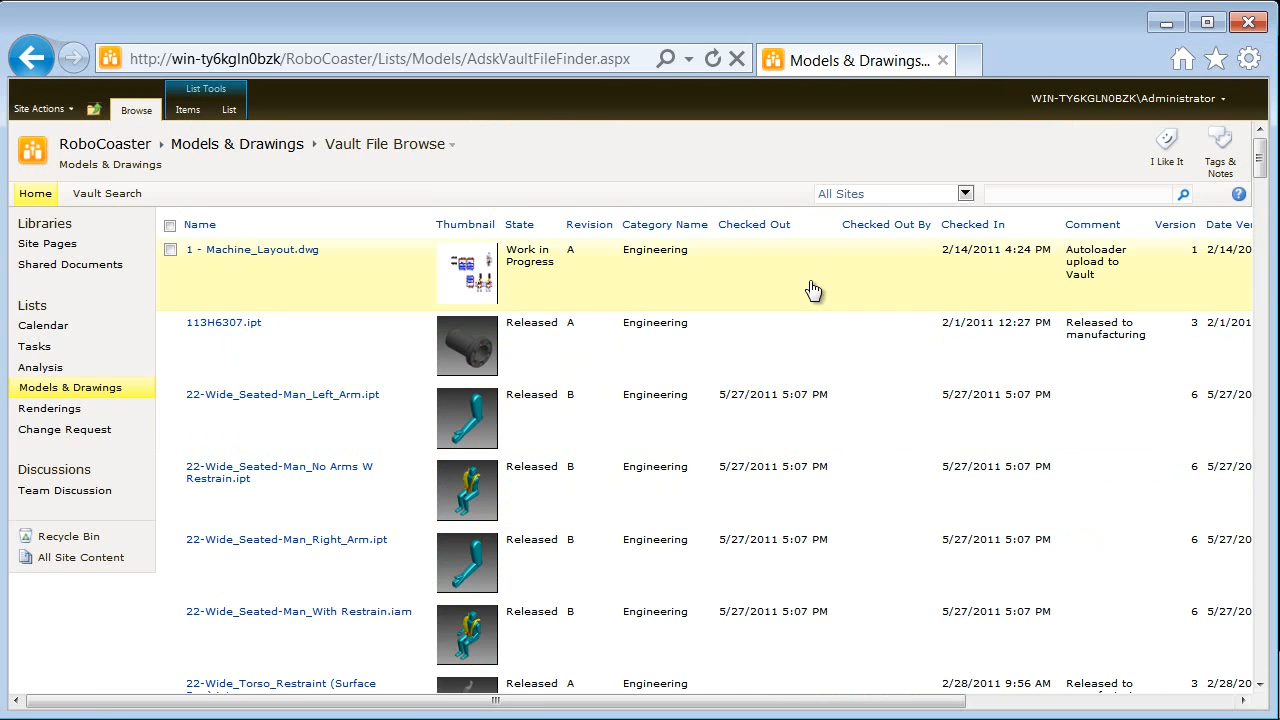 http://win-ty6kgln0bzk/RoboCoaster/Lists/Models/AdskVaultFileFinder.aspx
Models & Drawings...
List Tools
Site Actions
Browse
Items
List
WIN-TY6KGLN0BZK\Administrator
RoboCoaster Models & Drawings Vault File Browse
Models & Drawings
I Like It
Tags & Notes
Home
Vault Search
All Sites
Libraries
Site Pages
Shared Documents
Lists
Calendar
Tasks
Analysis
Models & Drawings
Renderings
Change Request
Discussions
Team Discussion
Recycle Bin
All Site Content
Name Thumbnail State Revision Category Name Checked Out Checked Out By Checked In Comment Version Date Ver
1 - Machine_Layout.dwg Work in Progress A Engineering 2/14/2011 4:24 PM Autoloader upload to Vault 1 2/14/20
113H6307.ipt Released A Engineering 2/1/2011 12:27 PM Released to manufacturing 3 2/1/201
22-Wide_Seated-Man_Left_Arm.ipt Released B Engineering 5/27/2011 5:07 PM 5/27/2011 5:07 PM 6 5/27/20
22-Wide_Seated-Man_No Arms W Restrain.ipt Released B Engineering 5/27/2011 5:07 PM 5/27/2011 5:07 PM 6 5/27/20
22-Wide_Seated-Man_Right_Arm.ipt Released B Engineering 5/27/2011 5:07 PM 5/27/2011 5:07 PM 6 5/27/20
22-Wide_Seated-Man_With Restrain.iam Released B Engineering 5/27/2011 5:07 PM 5/27/2011 5:07 PM 6 5/27/20
22-Wide_Torso_Restraint (Surface Released A Engineering 2/28/2011 9:56 AM Released to 3 2/28/20